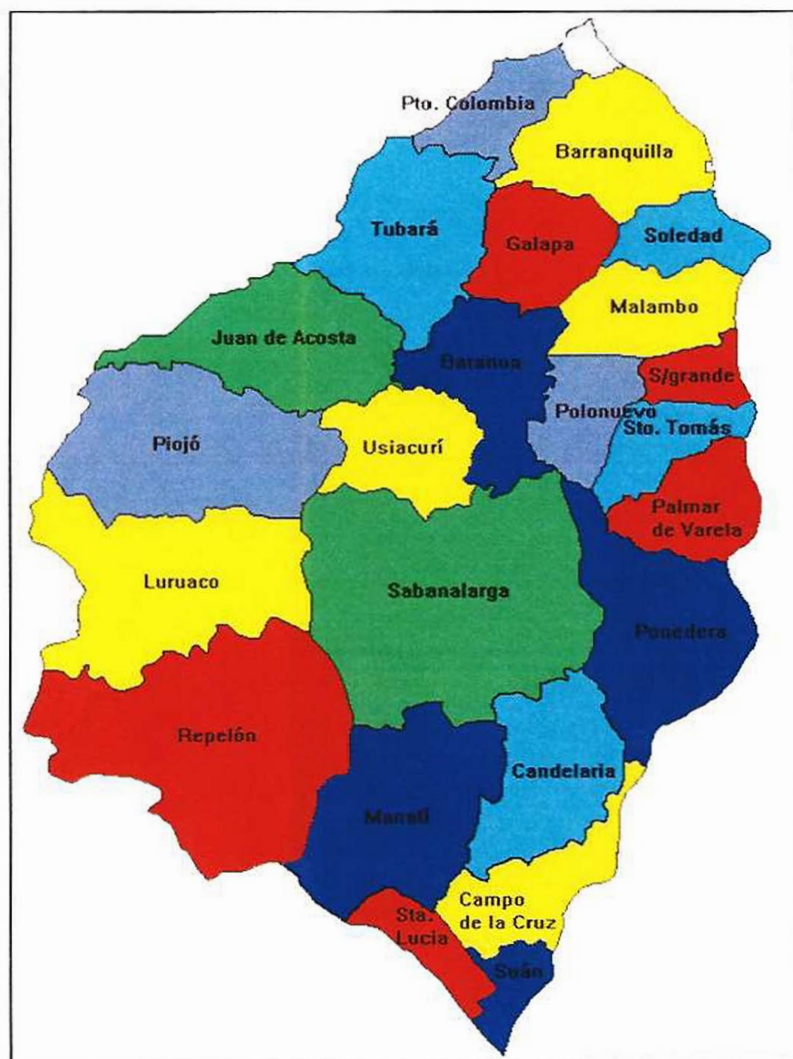 Pto. Colombia
Barranquilla
Tubará
Galapa
Soledad
Malambo
Juan de Acosta
Baranoa
S/grande
Polonuevo
Sto. Tomás
Piojó
Usiacurí
Palmar
de Varela
Luruaco
Sabanalarga
Ponedera
Repelón
Candelaria
Manatí
Campo
de la Cruz
Sta.
Lucia
Suán